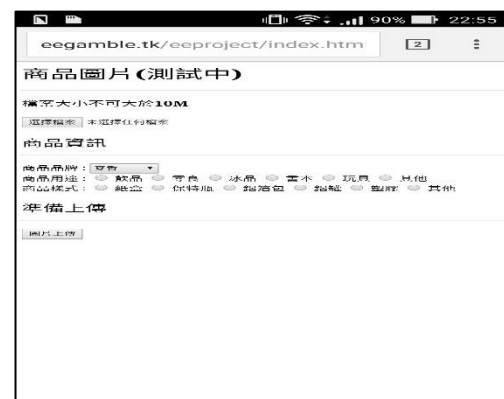 90% 22:55
eegamble.tk/eeproject/index.htm 2
商品圖片(測試中)
檔案大小不可大於10M
選擇檔案 未選擇任何檔案
商品資訊
商品品牌:
商品用途: 飲品 零食 冰品 書本 玩具 其他
商品樣式: 紙盒 保特瓶 鋁箔包 鋁罐 塑膠 其他
準備上傳
圖片上傳